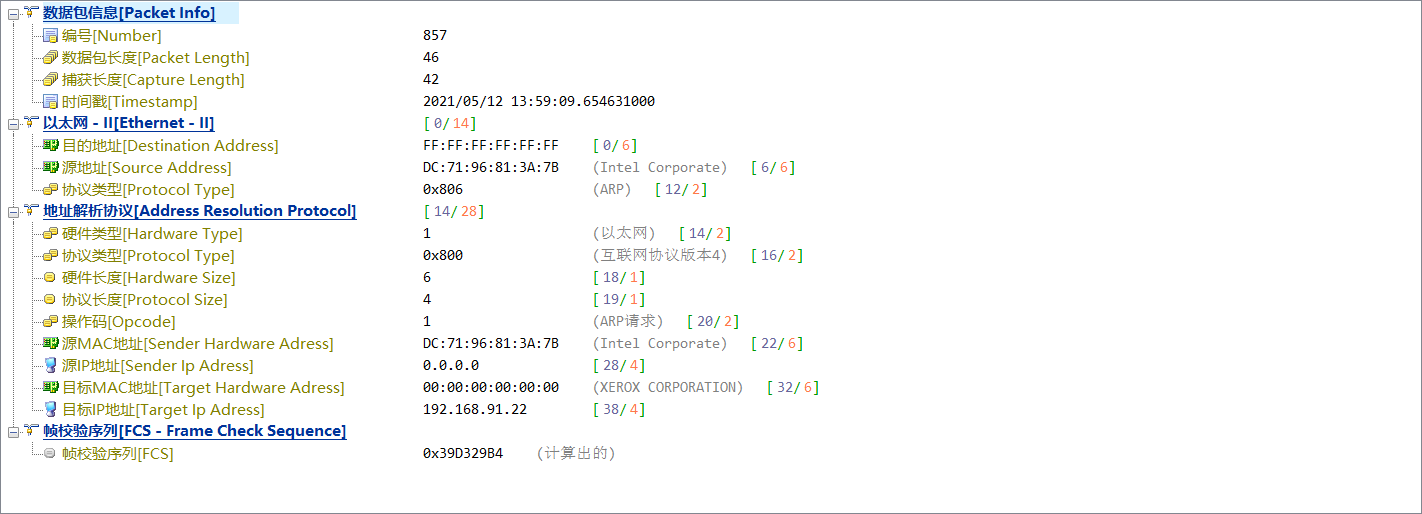 数据包信息[Packet Info]
编号[Number] 857
数据包长度[Packet Length] 46
捕获长度[Capture Length] 42
时间戳[Timestamp] 2021/05/12 13:59:09.654631000
以太网 - II[Ethernet - II] [0/14]
目的地址[Destination Address] FF:FF:FF:FF:FF:FF [0/6]
源地址[Source Address] DC:71:96:81:3A:7B (Intel Corporate) [6/6]
协议类型[Protocol Type] 0x806 (ARP) [12/2]
地址解析协议[Address Resolution Protocol] [14/28]
硬件类型[Hardware Type] 1 (以太网) [14/2]
协议类型[Protocol Type] 0x800 (互联网协议版本4) [16/2]
硬件长度[Hardware Size] 6 [18/1]
协议长度[Protocol Size] 4 [19/1]
操作码[Opcode] 1 (ARP请求) [20/2]
源MAC地址[Sender Hardware Adress] DC:71:96:81:3A:7B (Intel Corporate) [22/6]
源IP地址[Sender Ip Adress] 0.0.0.0 [28/4]
目标MAC地址[Target Hardware Adress] 00:00:00:00:00:00 (XEROX CORPORATION) [32/6]
目标IP地址[Target Ip Adress] 192.168.91.22 [38/4]
帧校验序列[FCS - Frame Check Sequence]
帧校验序列[FCS] 0x39D329B4 (计算出的)